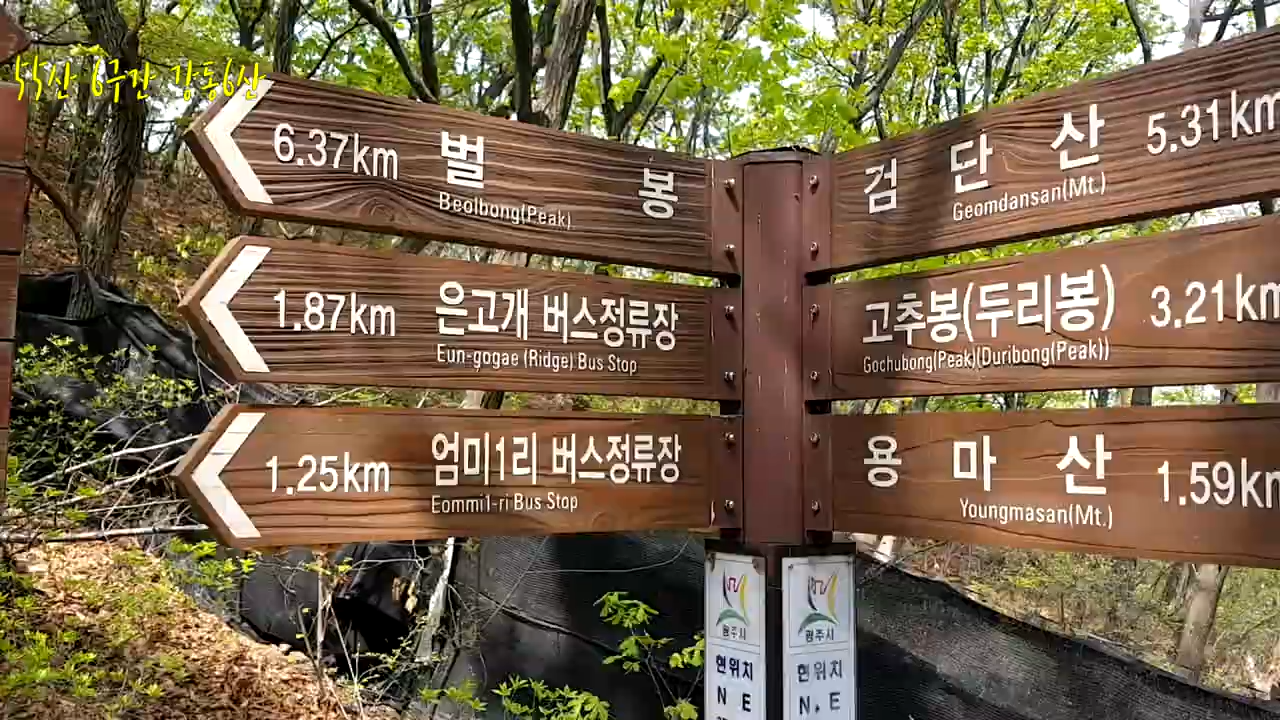 55산 6구간 강동6산
6.37km 벌 봉
Beolbong(Peak)
1.87km 은고개 버스정류장
Eun-gogae (Ridge) Bus Stop
1.25km 엄미1리 버스정류장
Eommi1-ri Bus Stop
검 단 산 5.31km
Geomdansan(Mt.)
고추봉(두리봉) 3.21km
Gochubong(Peak)(Duribong(Peak))
용 마 산 1.59km
Youngmasan(Mt.)
광주시
현위치
N E
광주시
현위치
N. E